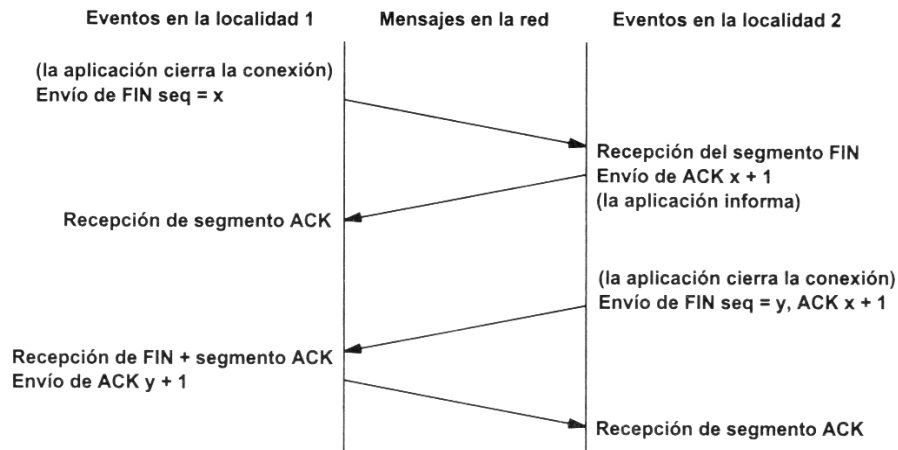 Eventos en la localidad 1
Mensajes en la red
Eventos en la localidad 2
(la aplicación cierra la conexión)
Envío de FIN seq = x
Recepción del segmento FIN
Envío de ACK x + 1
(la aplicación informa)
Recepción de segmento ACK
(la aplicación cierra la conexión)
Envío de FIN seq = y, ACK x + 1
Recepción de FIN + segmento ACK
Envío de ACK y + 1
Recepción de segmento ACK